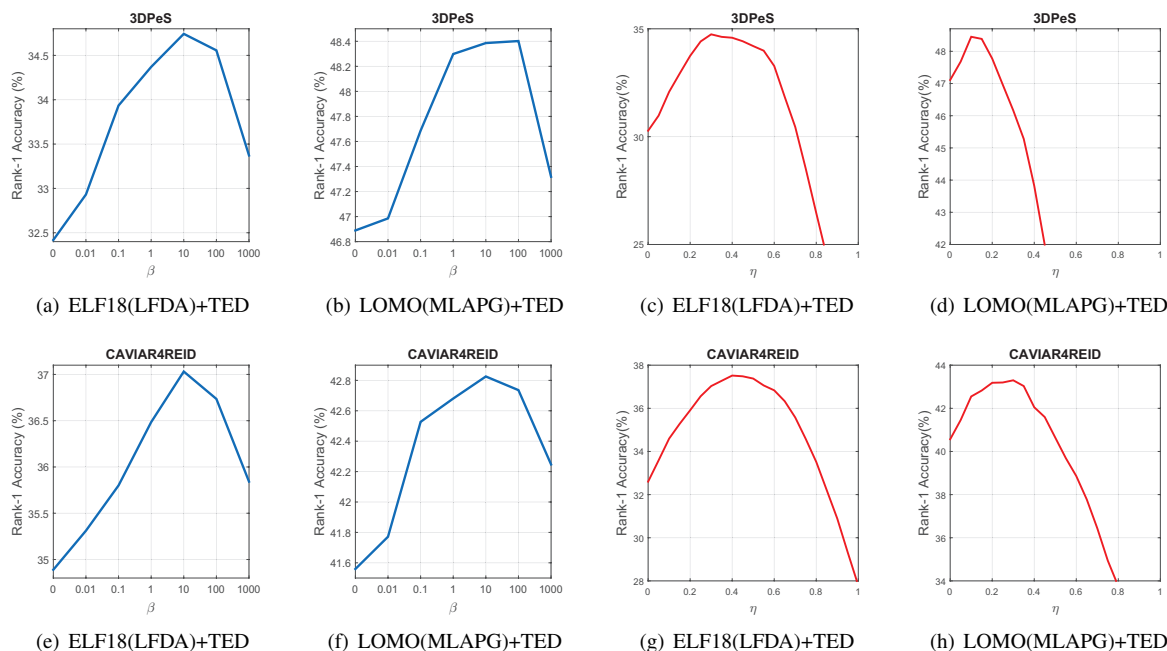 3DPeS
Rank-1 Accuracy (%)
34.5
34
33.5
33
32.5
0 0.01 0.1 1 10 100 1000
β
(a) ELF18(LFDA)+TED
3DPeS
Rank-1 Accuracy (%)
48.4
48.2
48
47.8
47.6
47.4
47.2
47
46.8
0 0.01 0.1 1 10 100 1000
β
(b) LOMO(MLAPG)+TED
3DPeS
Rank-1 Accuracy(%)
35
30
25
0 0.2 0.4 0.6 0.8 1
η
(c) ELF18(LFDA)+TED
3DPeS
Rank-1 Accuracy(%)
48
47
46
45
44
43
42
0 0.2 0.4 0.6 0.8 1
η
(d) LOMO(MLAPG)+TED
CAVIAR4REID
Rank-1 Accuracy (%)
37
36.5
36
35.5
35
0 0.01 0.1 1 10 100 1000
β
(e) ELF18(LFDA)+TED
CAVIAR4REID
Rank-1 Accuracy (%)
42.8
42.6
42.4
42.2
42
41.8
41.6
0 0.01 0.1 1 10 100 1000
β
(f) LOMO(MLAPG)+TED
CAVIAR4REID
Rank-1 Accuracy(%)
38
36
34
32
30
28
0 0.2 0.4 0.6 0.8 1
η
(g) ELF18(LFDA)+TED
CAVIAR4REID
Rank-1 Accuracy(%)
44
42
40
38
36
34
0 0.2 0.4 0.6 0.8 1
η
(h) LOMO(MLAPG)+TED